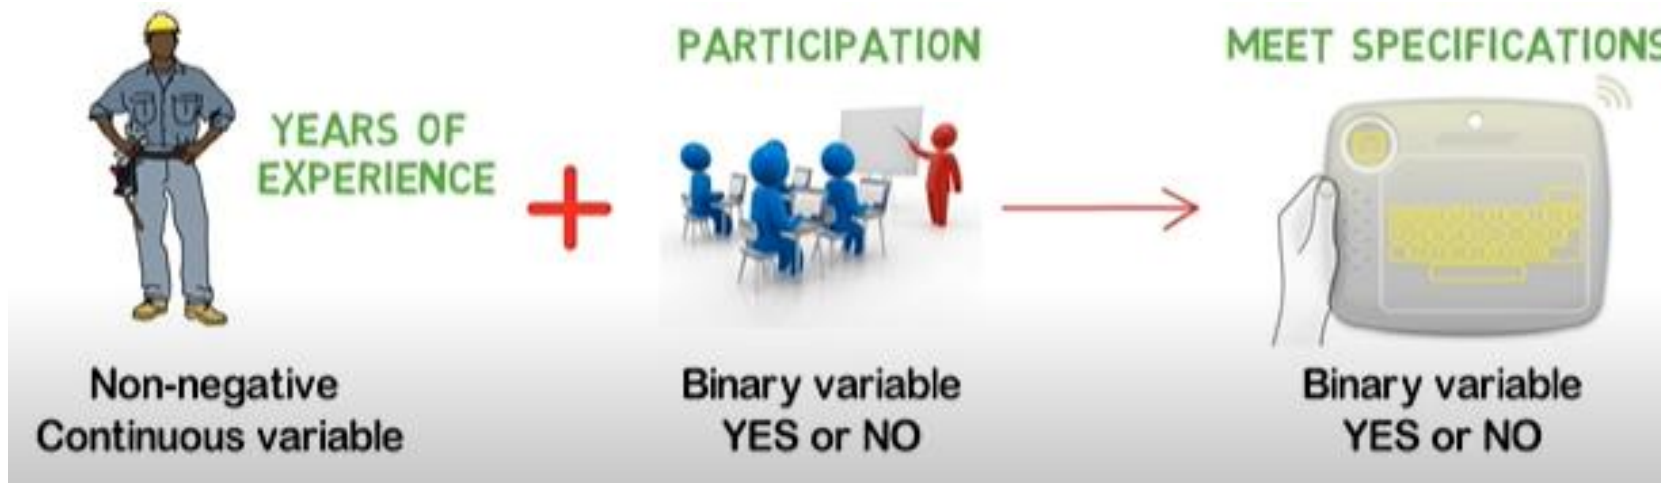 YEARS OF
EXPERIENCE
Non-negative
Continuous variable
PARTICIPATION
Binary variable
YES or NO
MEET SPECIFICATIONS
Binary variable
YES or NO